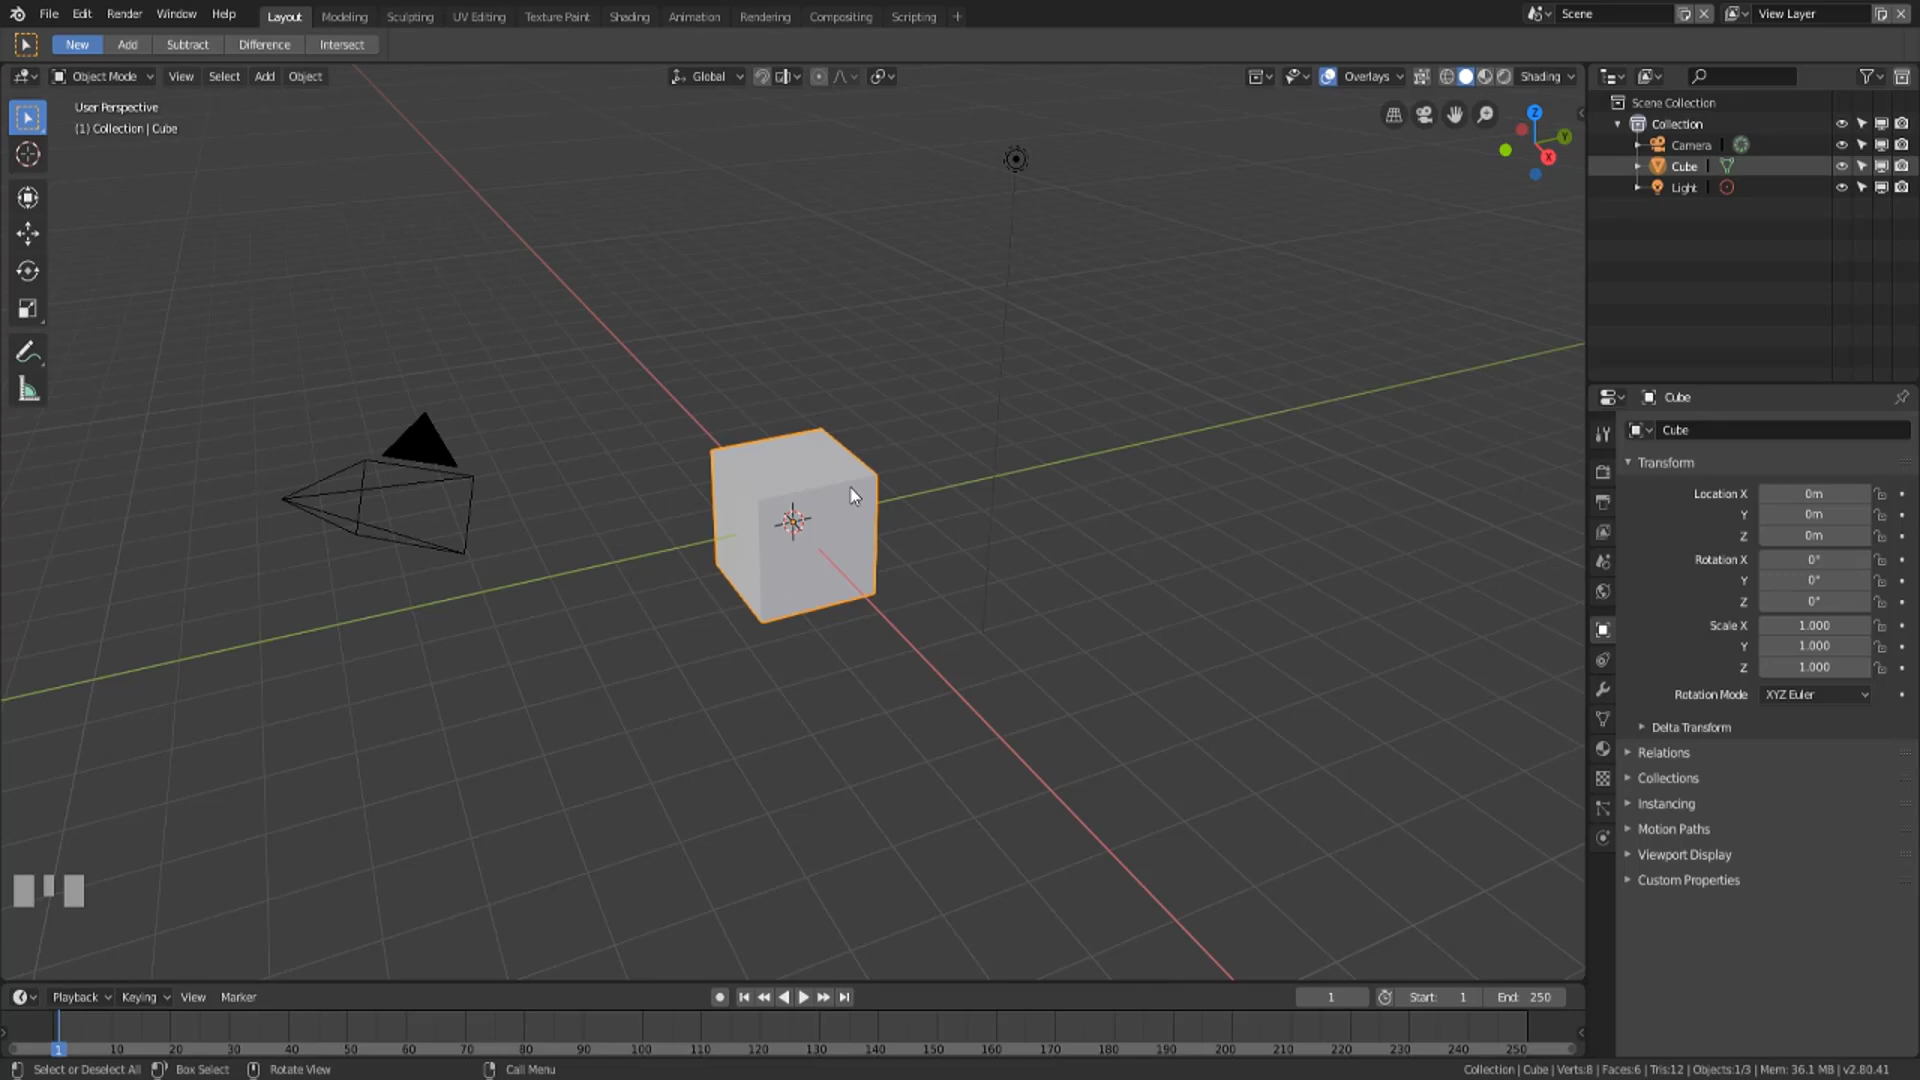 File Edit Render Window Help Layout Modeling Sculpting UV Editing Texture Paint Shading Animation Rendering Compositing Scripting + Scene View Layer
New Add Subtract Difference Intersect
Object Mode View Select Add Object Global Overlays Shading
User Perspective
(1) Collection | Cube
Z
Y
X
Scene Collection
Collection
Camera
Cube
Light
Cube
Cube
Transform
Location X 0m
Y 0m
Z 0m
Rotation X 0°
Y 0°
Z 0°
Scale X 1.000
Y 1.000
Z 1.000
Rotation Mode XYZ Euler
Delta Transform
Relations
Collections
Instancing
Motion Paths
Viewport Display
Custom Properties
Playback Keying View Marker 1 Start: 1 End: 250
1 10 20 30 40 50 60 70 80 90 100 110 120 130 140 150 160 170 180 190 200 210 220 230 240 250
Select or Deselect All Box Select Rotate View Call Menu Collection | Cube | Verts:8 | Faces:6 | Tris:12 | Objects:1/3 | Mem: 36.1 MB | v2.80.41